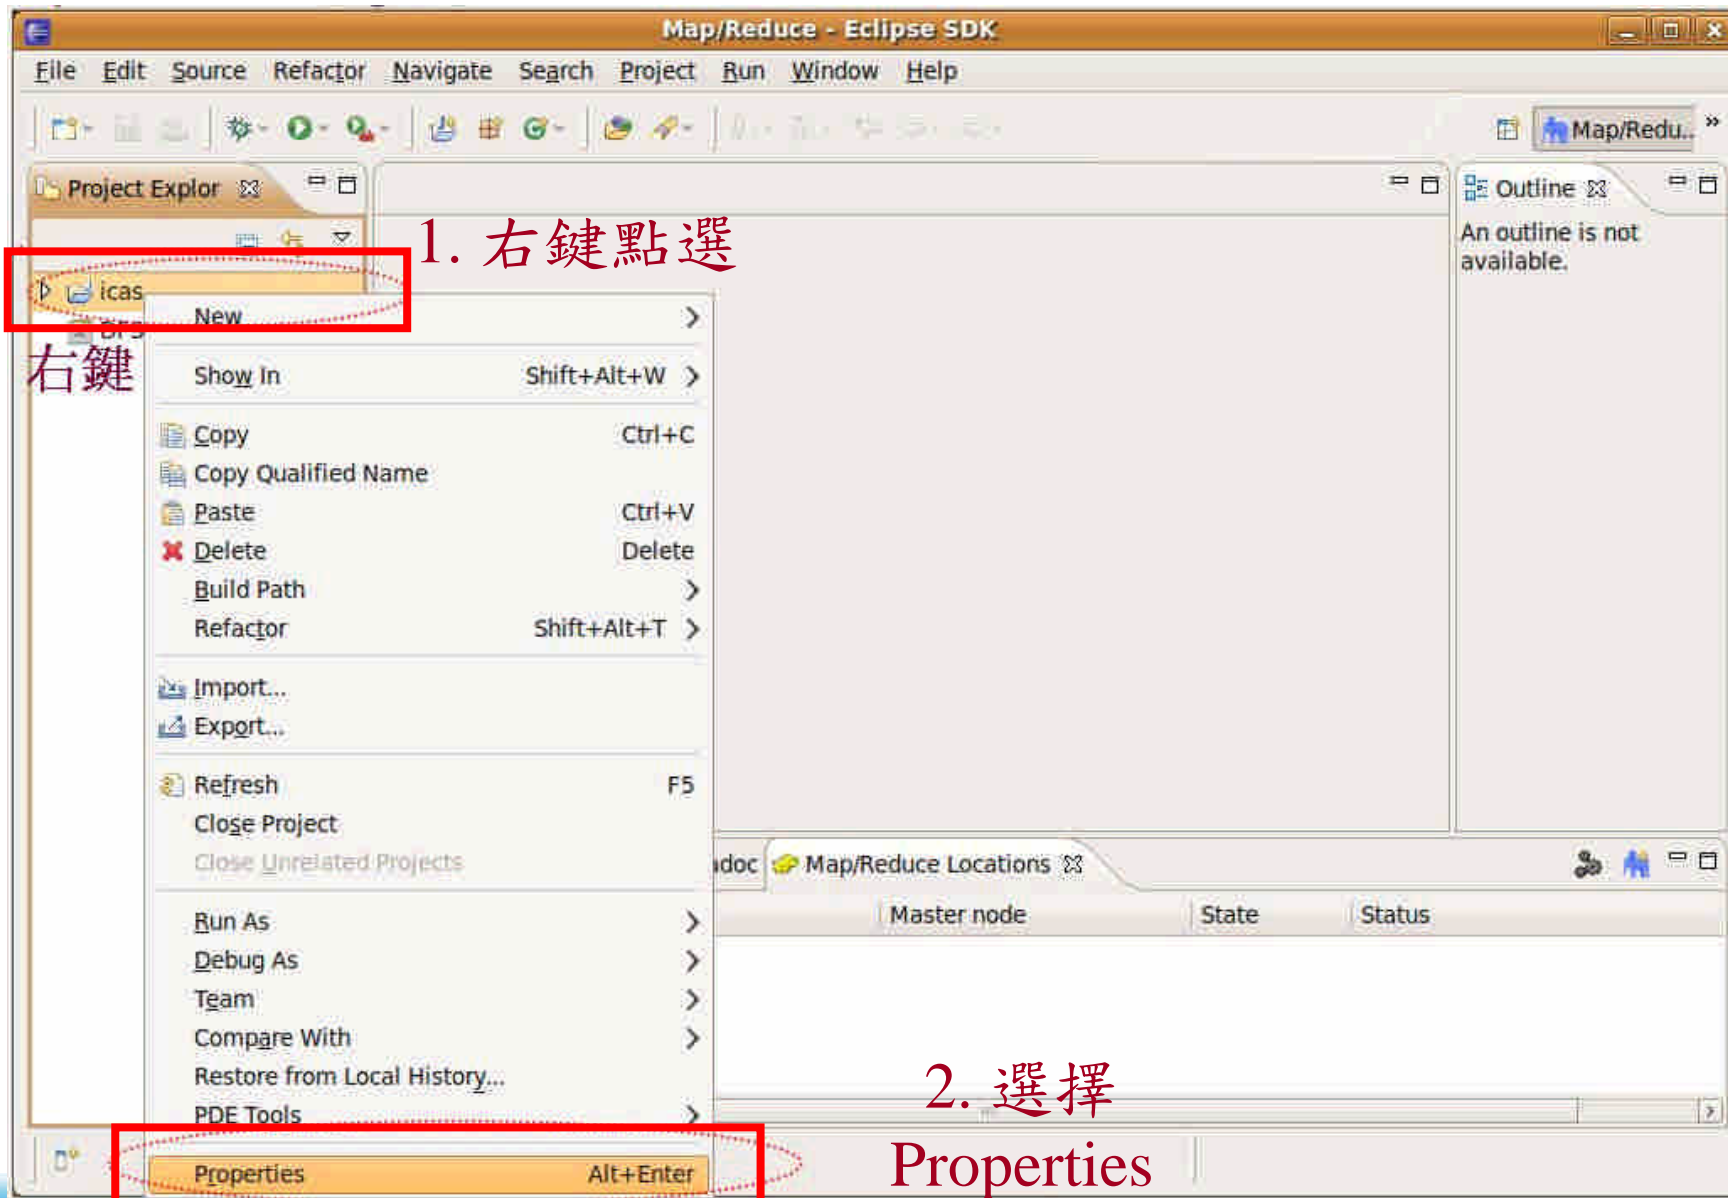 Map/Reduce - Eclipse SDK
File Edit Source Refactor Navigate Search Project Run Window Help
Map/Redu.. »
Project Explor
Outline
An outline is not
available.
1. 右鍵點選
icas
DFS
右鍵
New
Show In Shift+Alt+W
Copy Ctrl+C
Copy Qualified Name
Paste Ctrl+V
Delete Delete
Build Path
Refactor Shift+Alt+T
Import...
Export...
Refresh F5
Close Project
Close Unrelated Projects
Run As
Debug As
Team
Compare With
Restore from Local History...
PDE Tools
Properties Alt+Enter
adoc Map/Reduce Locations
Master node State Status
2. 選擇
Properties